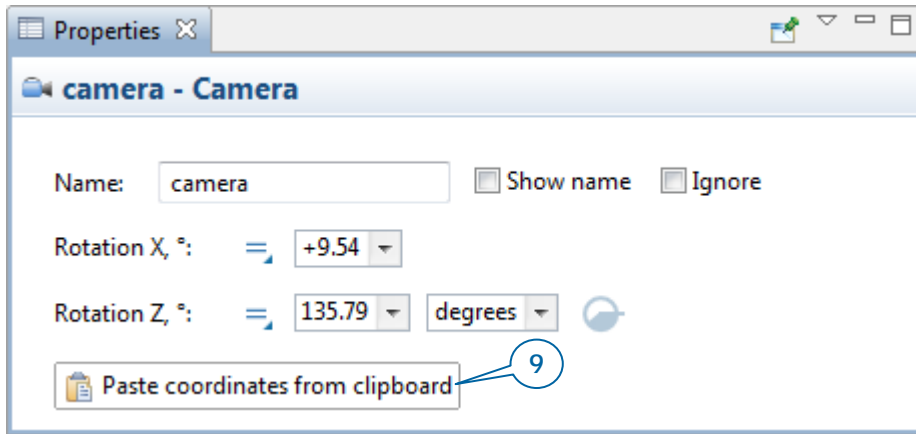 Properties
camera - Camera
Name: camera Show name Ignore
Rotation X, °: +9.54
Rotation Z, °: 135.79 degrees
Paste coordinates from clipboard 9